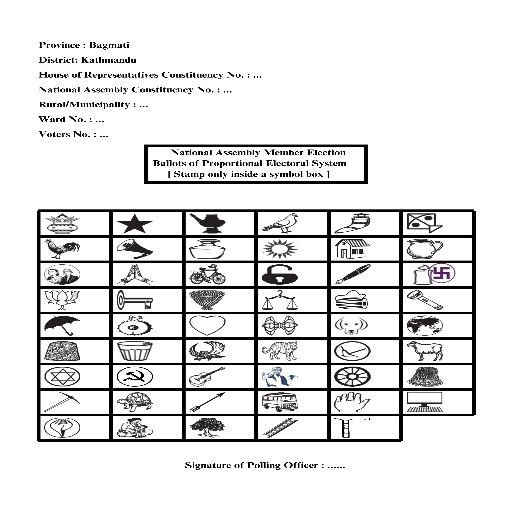 Province : Bagmati
District: Kathmandu
House of Representatives Constituency No. : ...
National Assembly Constituency No. : ...
Rural/Municipality : ...
Ward No. : ...
Voters No. : ...
National Assembly Member Election
Ballots of Proportional Electoral System
[ Stamp only inside a symbol box ]
Signature of Polling Officer : ......